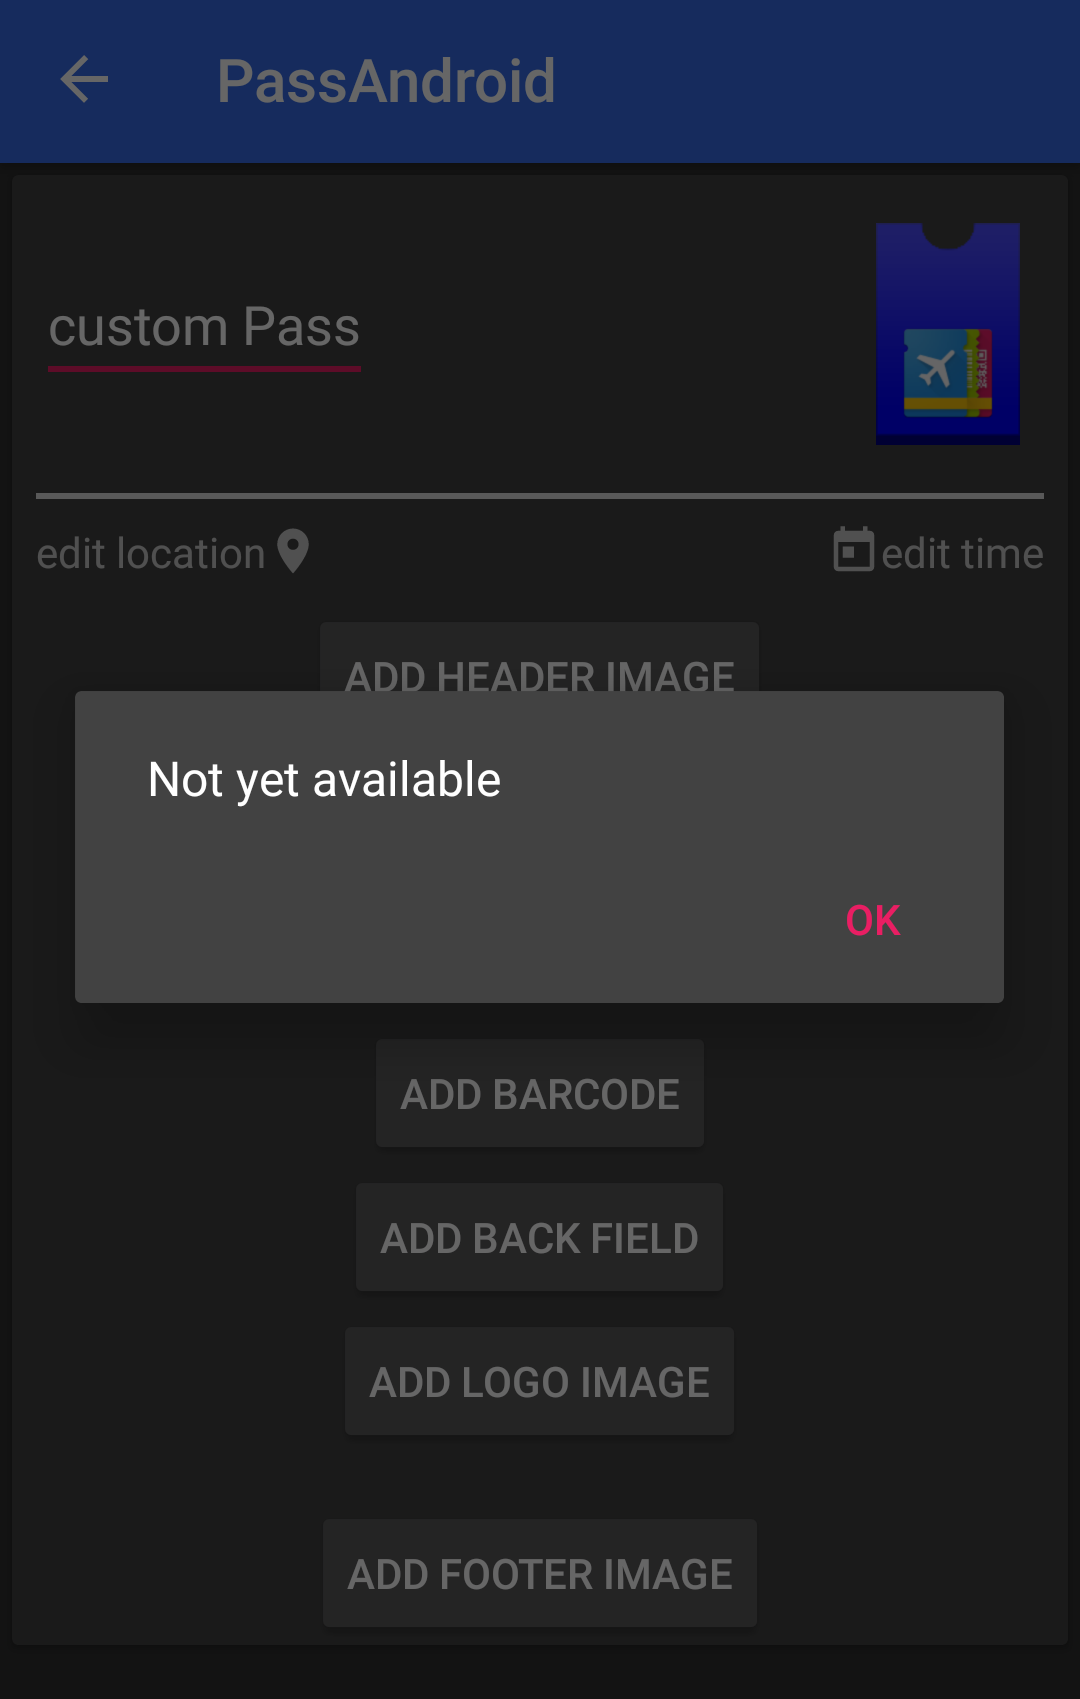 PassAndroid
custom Pass
edit location
edit time
ADD HEADER IMAGE
Not yet available
OK
ADD BARCODE
ADD BACK FIELD
ADD LOGO IMAGE
ADD FOOTER IMAGE